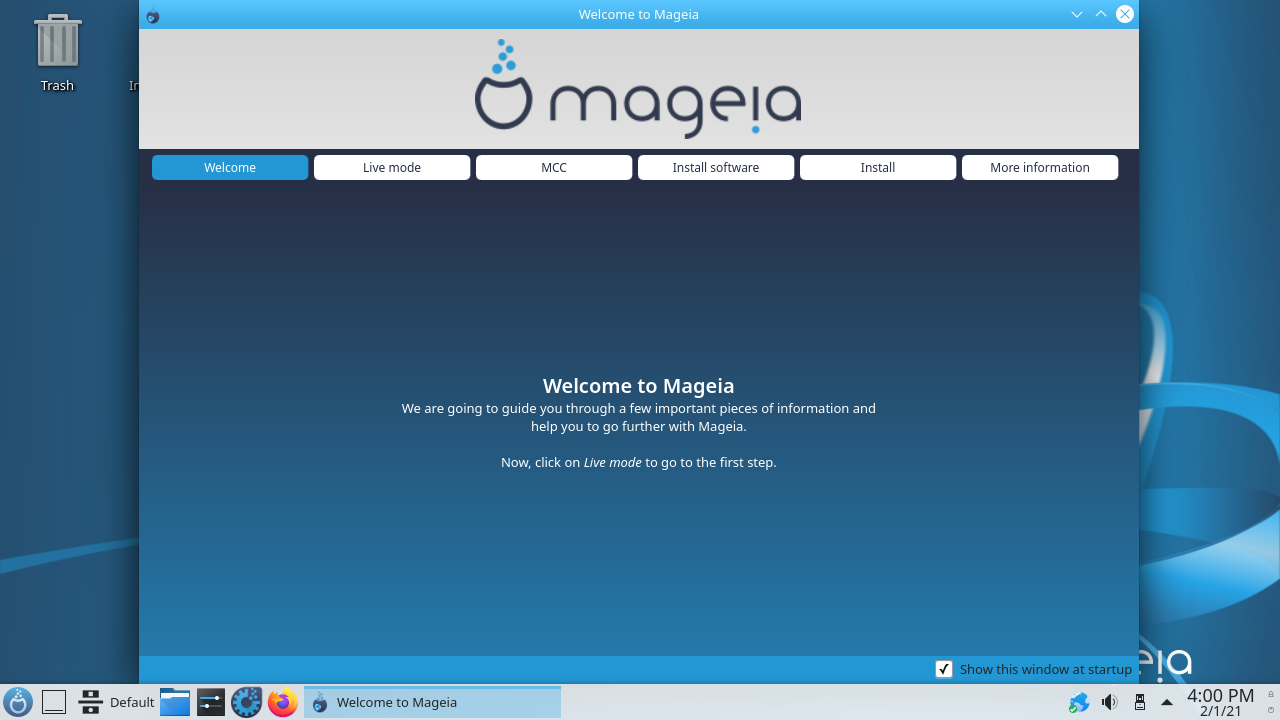 Welcome to Mageia
Trash
mageia
Welcome
Live mode
MCC
Install software
Install
More information
Welcome to Mageia
We are going to guide you through a few important pieces of information and
help you to go further with Mageia.
Now, click on Live mode to go to the first step.
Show this window at startup
Default
Welcome to Mageia
4:00 PM
2/1/21